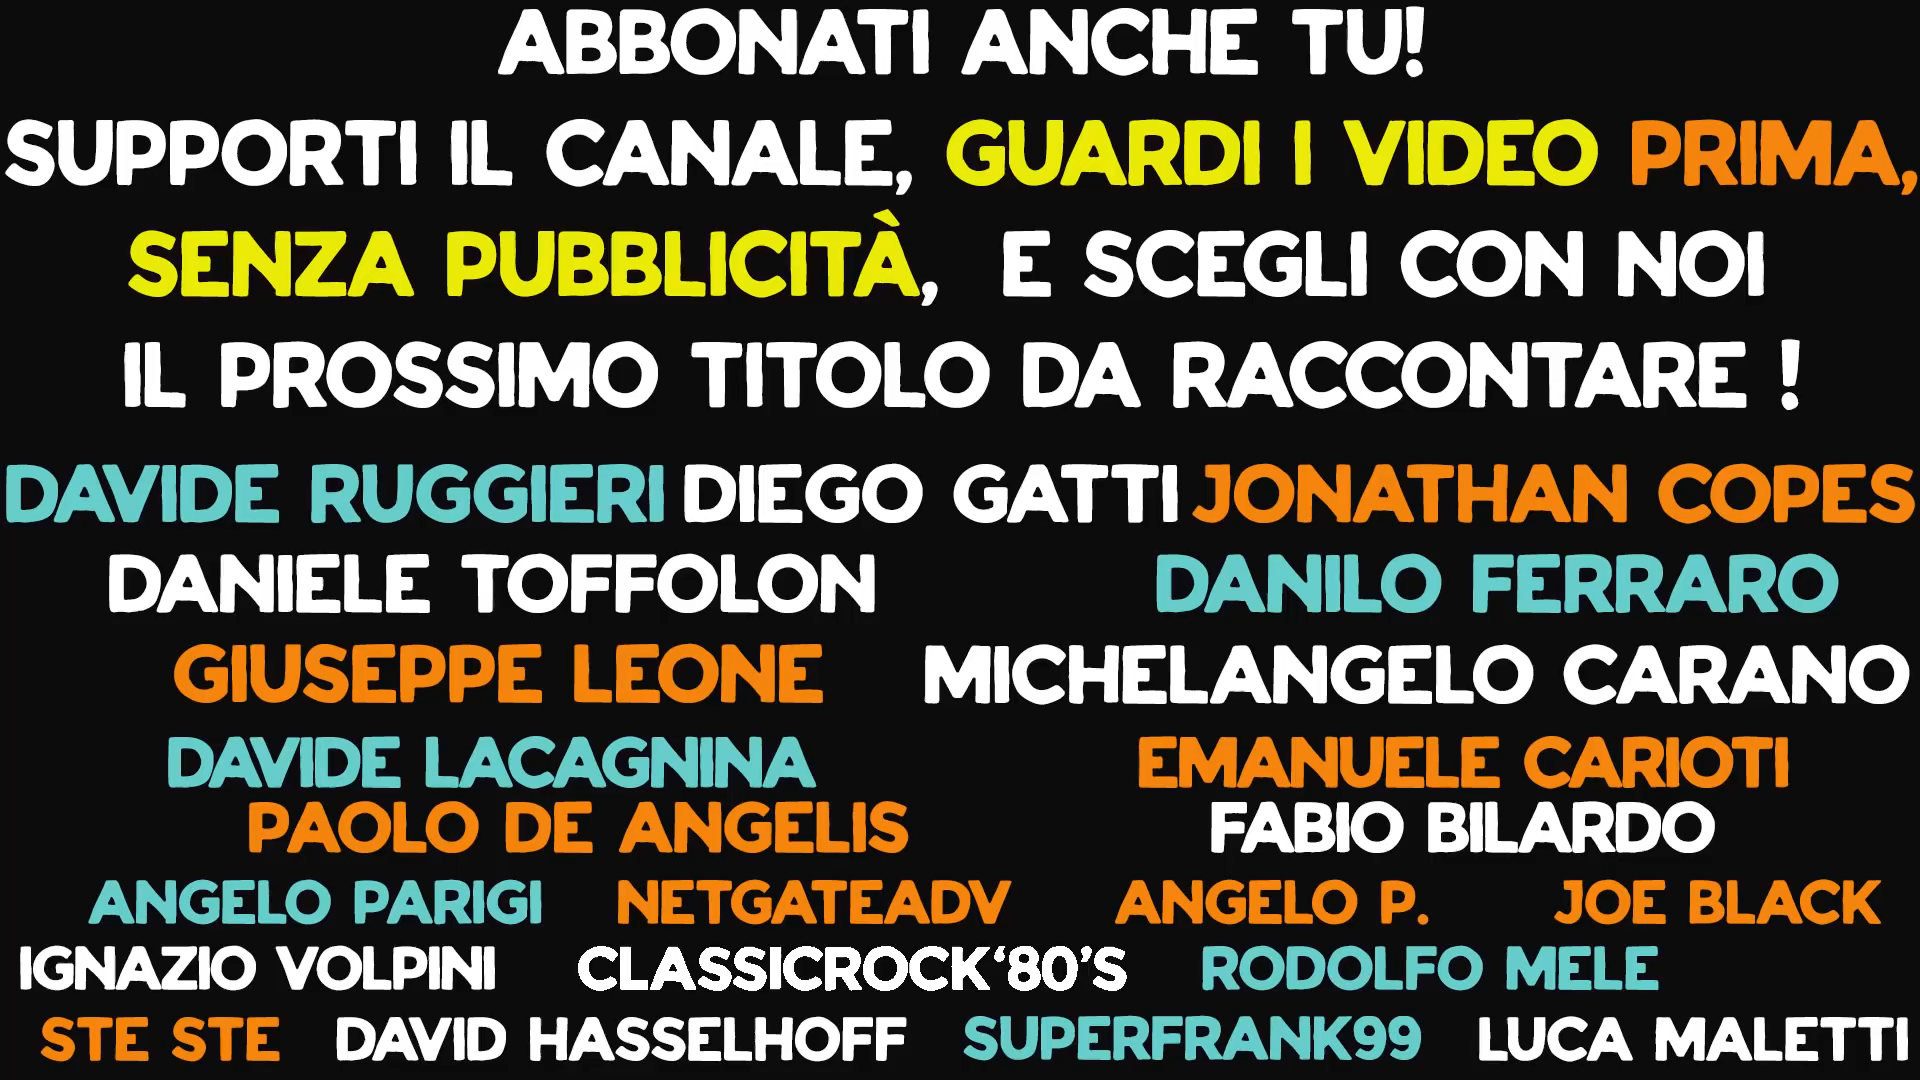 ABBONATI ANCHE TU!
SUPPORTI IL CANALE, GUARDI I VIDEO PRIMA,
SENZA PUBBLICITÀ, E SCEGLI CON NOI
IL PROSSIMO TITOLO DA RACCONTARE !
DAVIDE RUGGIERI DIEGO GATTI JONATHAN COPES
DANIELE TOFFOLON DANILO FERRARO
GIUSEPPE LEONE MICHELANGELO CARANO
DAVIDE LACAGNINA EMANUELE CARIOTI
PAOLO DE ANGELIS FABIO BILARDO
ANGELO PARIGI NETGATEADV ANGELO P. JOE BLACK
IGNAZIO VOLPINI CLASSICROCK‘80’S RODOLFO MELE
STE STE DAVID HASSELHOFF SUPERFRANK99 LUCA MALETTI